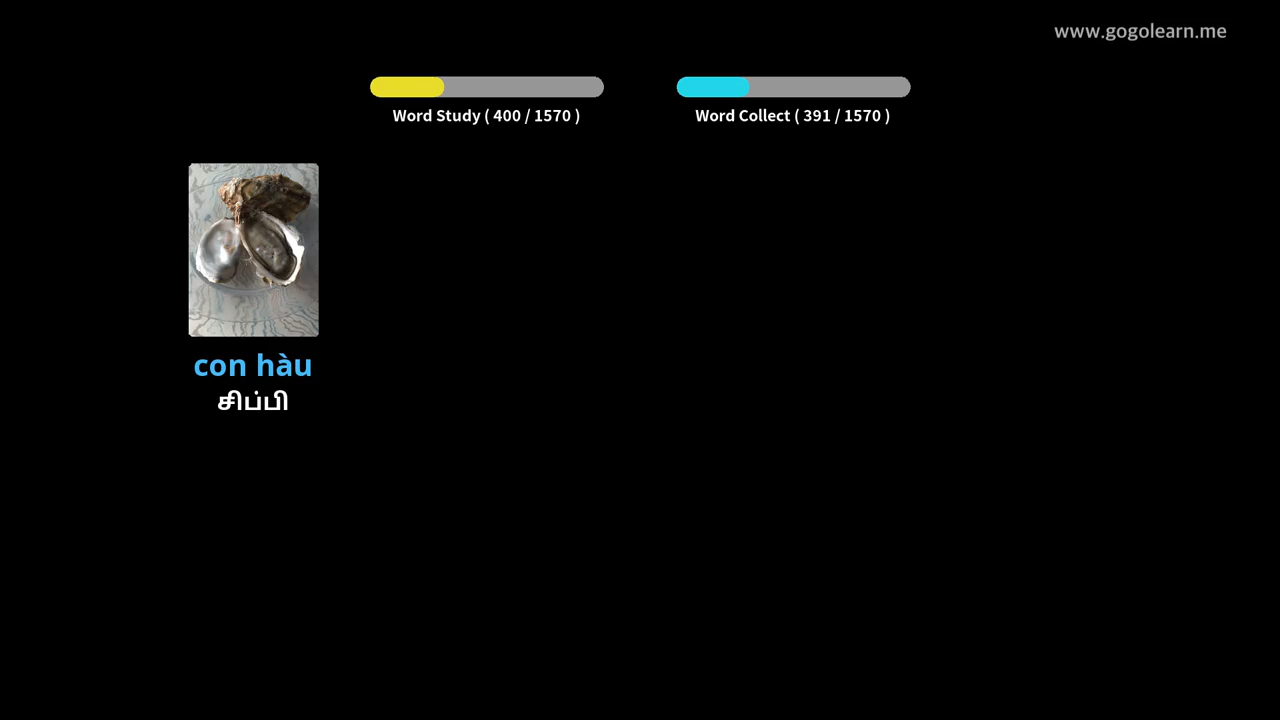 www.gogolearn.me
Word Study ( 400 / 1570 )
Word Collect ( 391 / 1570 )
con hàu
சிப்பி